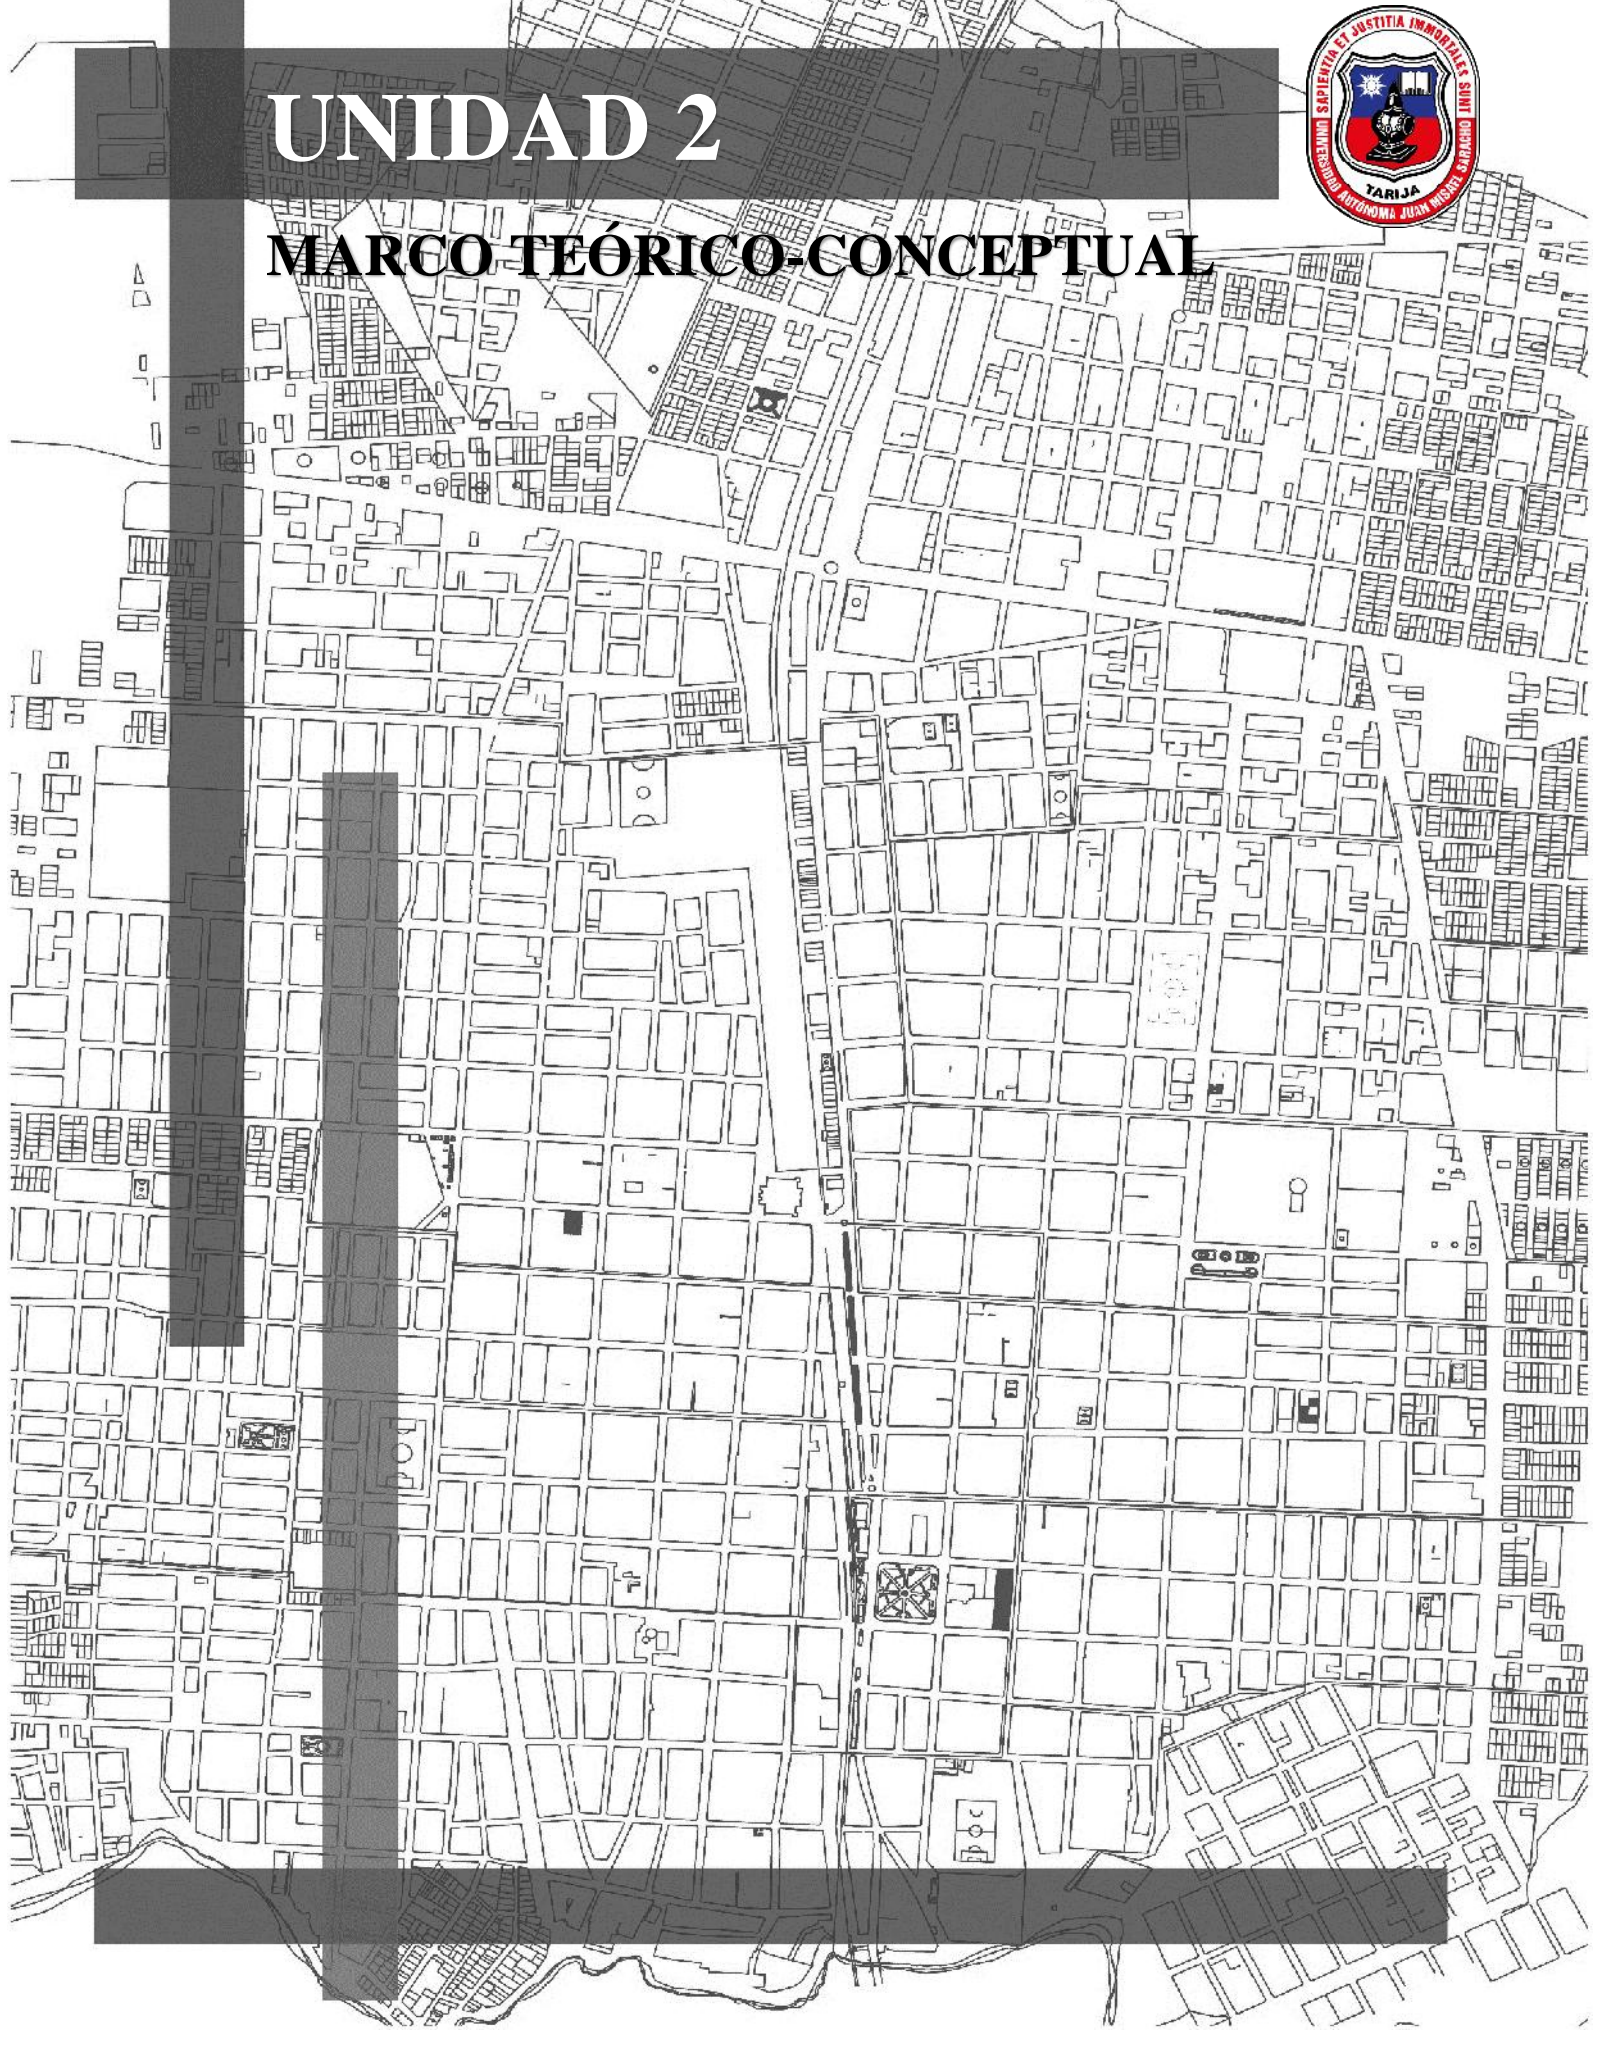 UNIDAD 2
MARCO TEÓRICO-CONCEPTUAL
SAPIENTIA ET JUSTITIA IMMORTALES SUNT
TARIJA
UNIVERSIDAD AUTÓNOMA JUAN MISAEL SARACHO